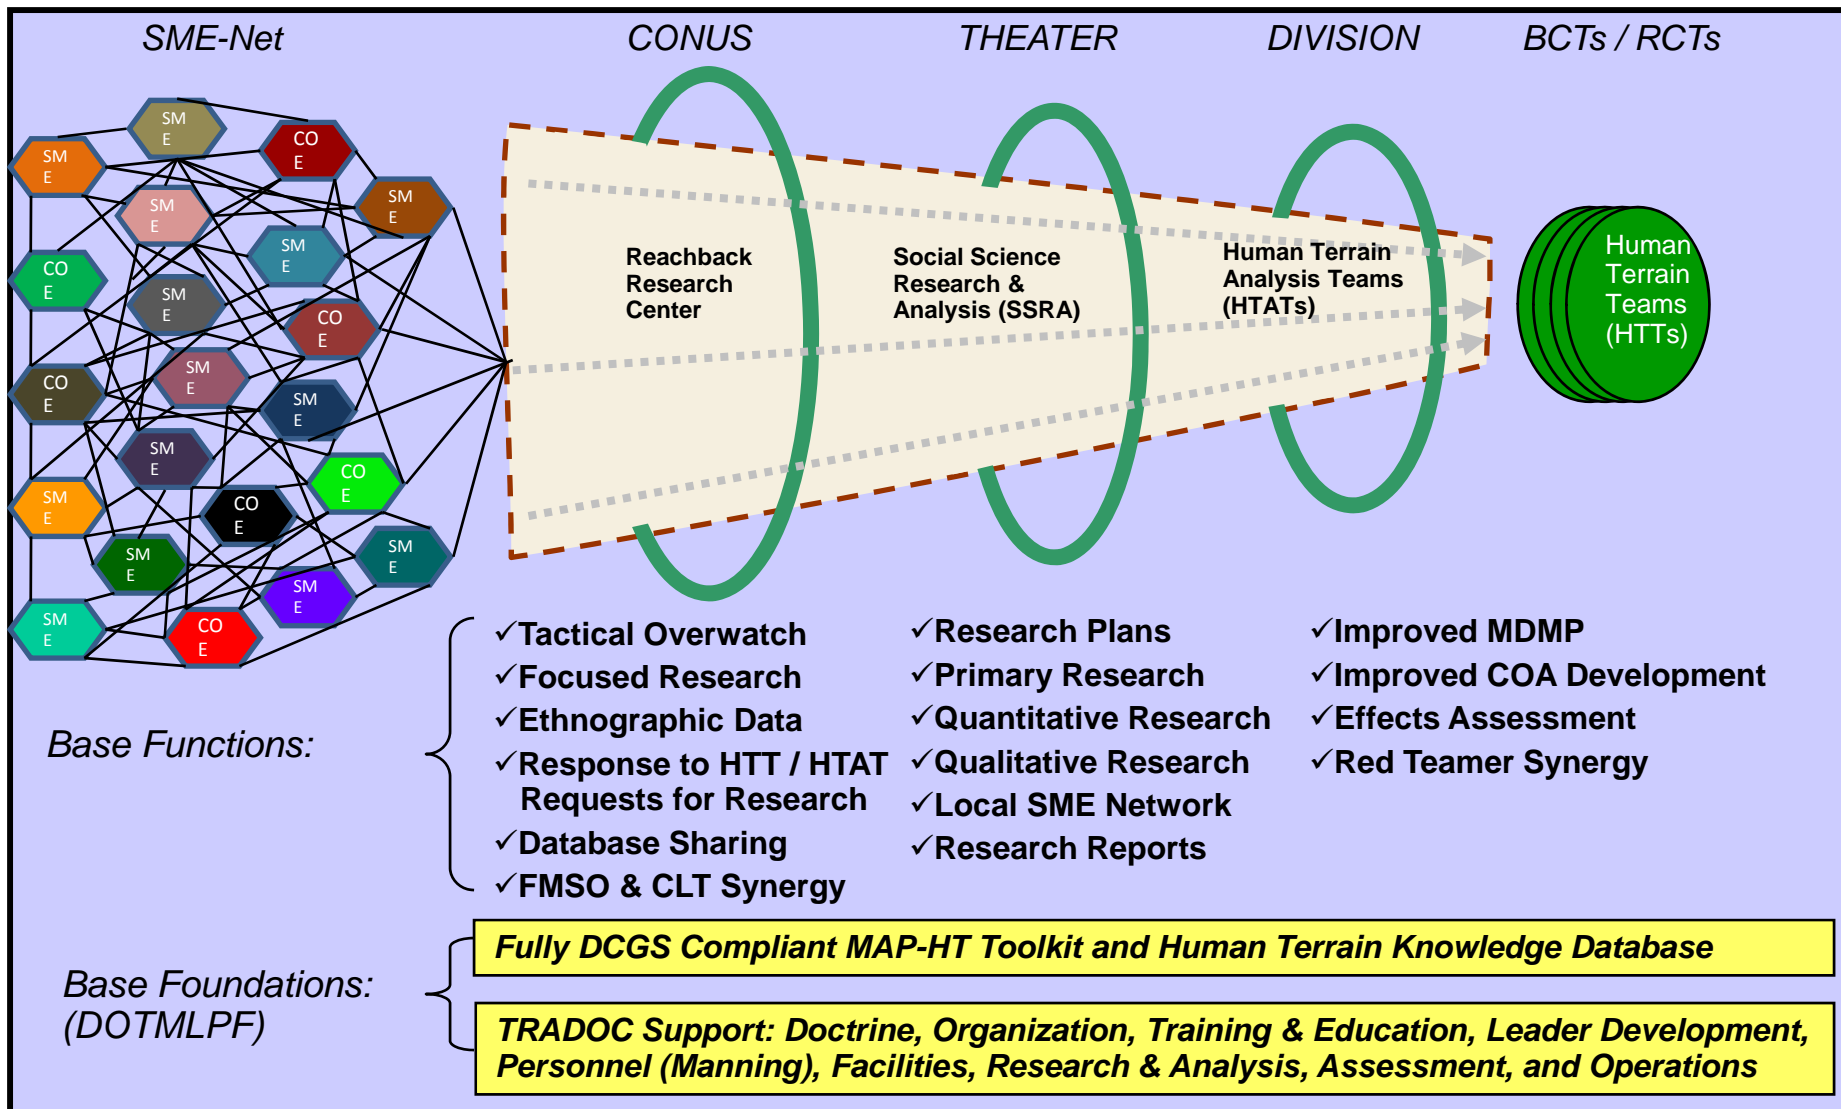 SME-Net
CONUS
THEATER
DIVISION
BCTs / RCTs
SM
E
CO
E
SM
E
SM
E
SM
E
SM
E
CO
E
SM
E
CO
E
SM
E
CO
E
SM
E
SM
E
CO
E
SM
E
CO
E
SM
E
SM
E
SM
E
SM
E
CO
E
Reachback
Research
Center
Social Science
Research &
Analysis (SSRA)
Human Terrain
Analysis Teams
(HTATs)
Human
Terrain
Teams
(HTTs)
Base Functions:
✓Tactical Overwatch
✓Focused Research
✓Ethnographic Data
✓Response to HTT / HTAT
Requests for Research
✓Database Sharing
✓FMSO & CLT Synergy
✓Research Plans
✓Primary Research
✓Quantitative Research
✓Qualitative Research
✓Local SME Network
✓Research Reports
✓Improved MDMP
✓Improved COA Development
✓Effects Assessment
✓Red Teamer Synergy
Base Foundations:
(DOTMLPF)
Fully DCGS Compliant MAP-HT Toolkit and Human Terrain Knowledge Database
TRADOC Support: Doctrine, Organization, Training & Education, Leader Development,
Personnel (Manning), Facilities, Research & Analysis, Assessment, and Operations